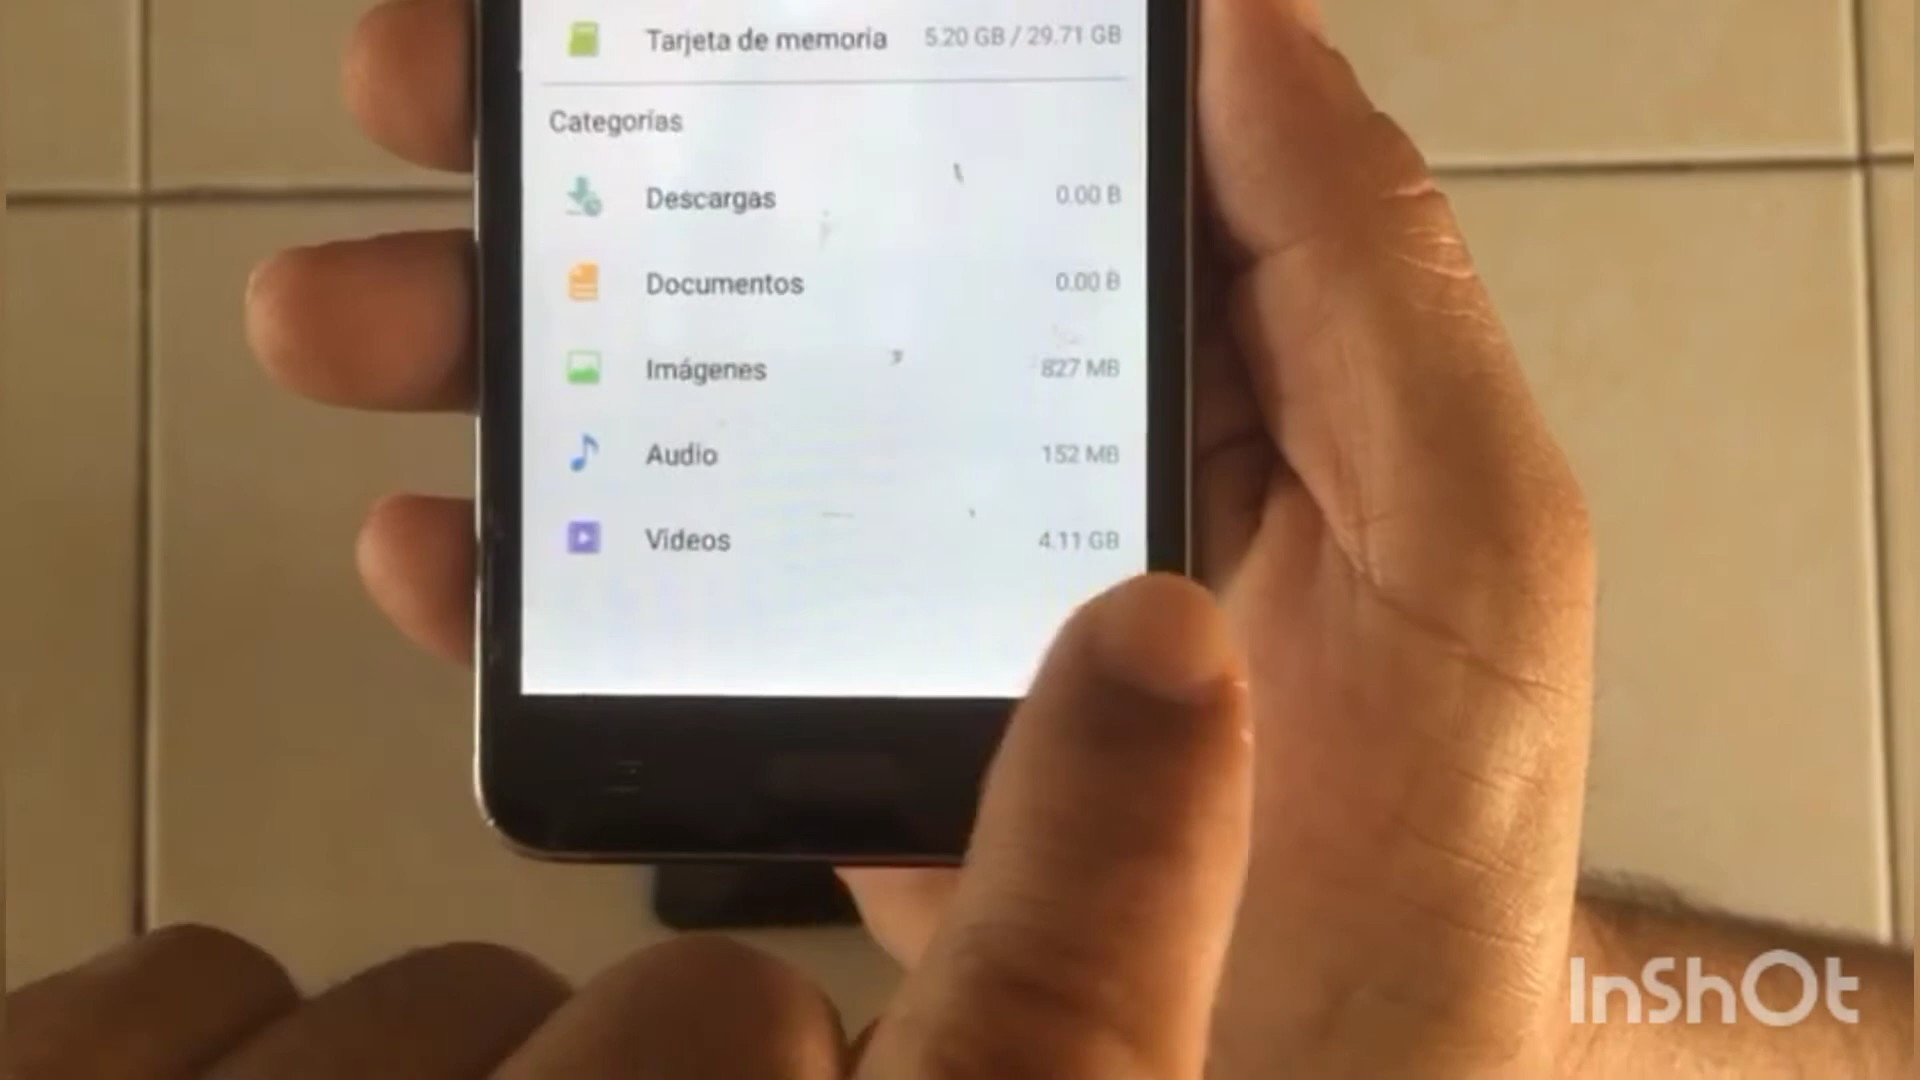 Tarjeta de memoria 5.20 GB / 29.71 GB
Categorías
Descargas 0.00 B
Documentos 0.00 B
Imágenes 827 MB
Audio 152 MB
Videos 4.11 GB
InShOt